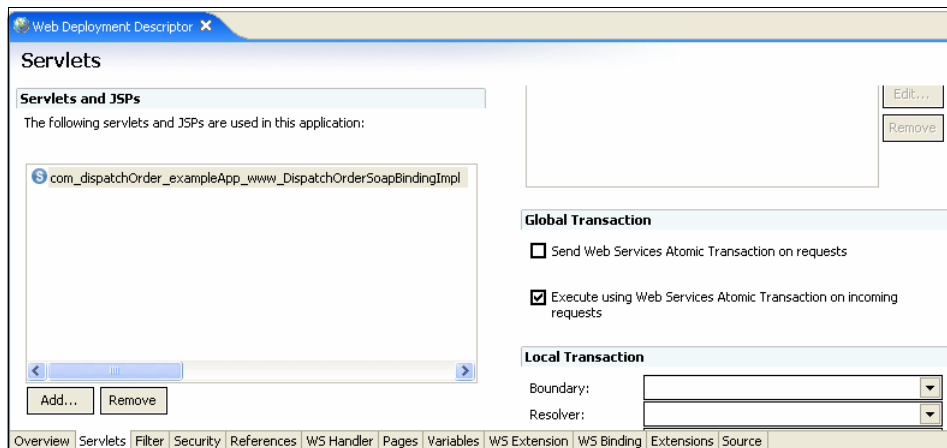 Web Deployment Descriptor
Servlets
Servlets and JSPs
The following servlets and JSPs are used in this application:
com_dispatchOrder_exampleApp_www_DispatchOrderSoapBindingImpl
Add...
Remove
Edit...
Remove
Global Transaction
Send Web Services Atomic Transaction on requests
Execute using Web Services Atomic Transaction on incoming
requests
Local Transaction
Boundary:
Resolver:
Overview Servlets Filter Security References WS Handler Pages Variables WS Extension WS Binding Extensions Source